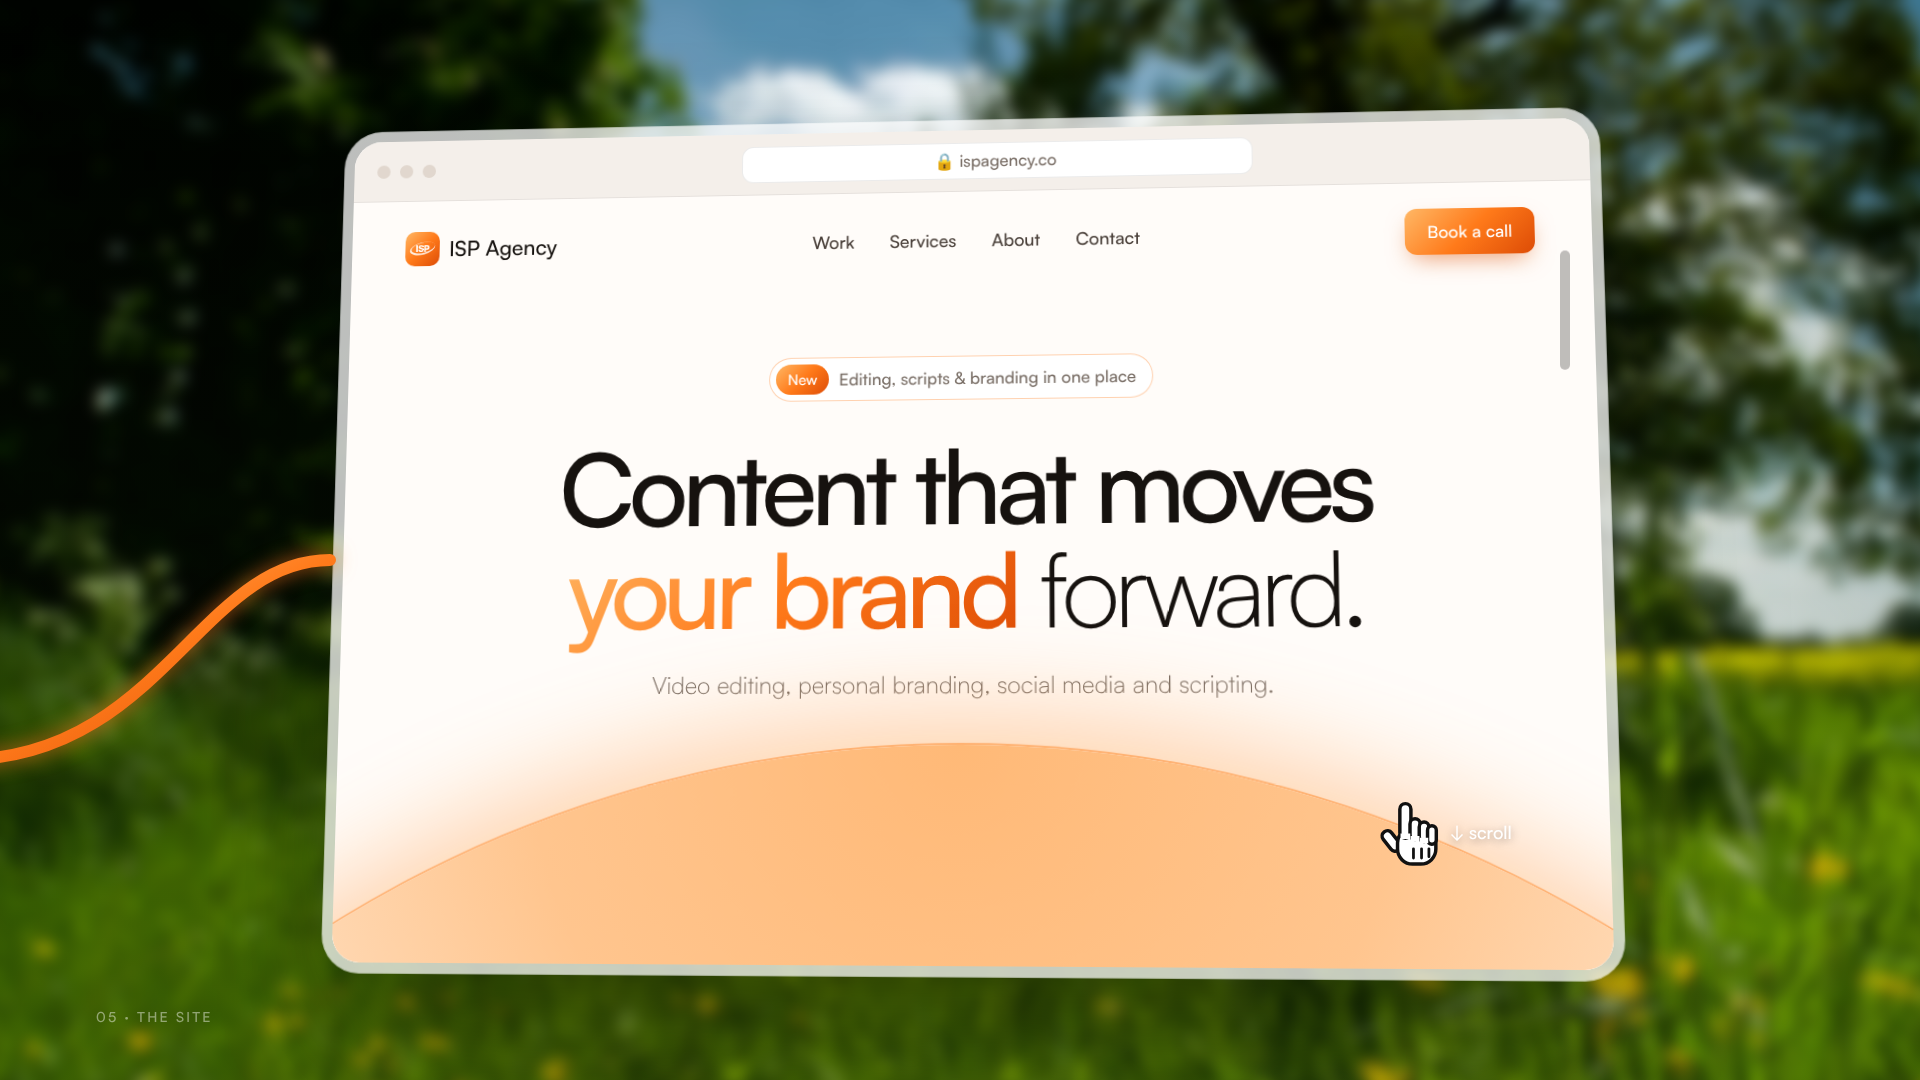 🔒 ispagency.co
ISP
ISP Agency
Work
Services
About
Contact
Book a call
New
Editing, scripts & branding in one place
Content that moves
your brand forward.
Video editing, personal branding, social media and scripting.
↓ scroll
05 • THE SITE